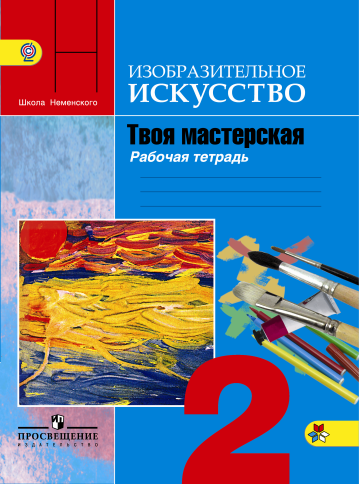 Школа Неменского
ИЗОБРАЗИТЕЛЬНОЕ
ИСКУССТВО
Твоя мастерская
Рабочая тетрадь
2
ПРОСВЕЩЕНИЕ
ИЗДАТЕЛЬСТВО